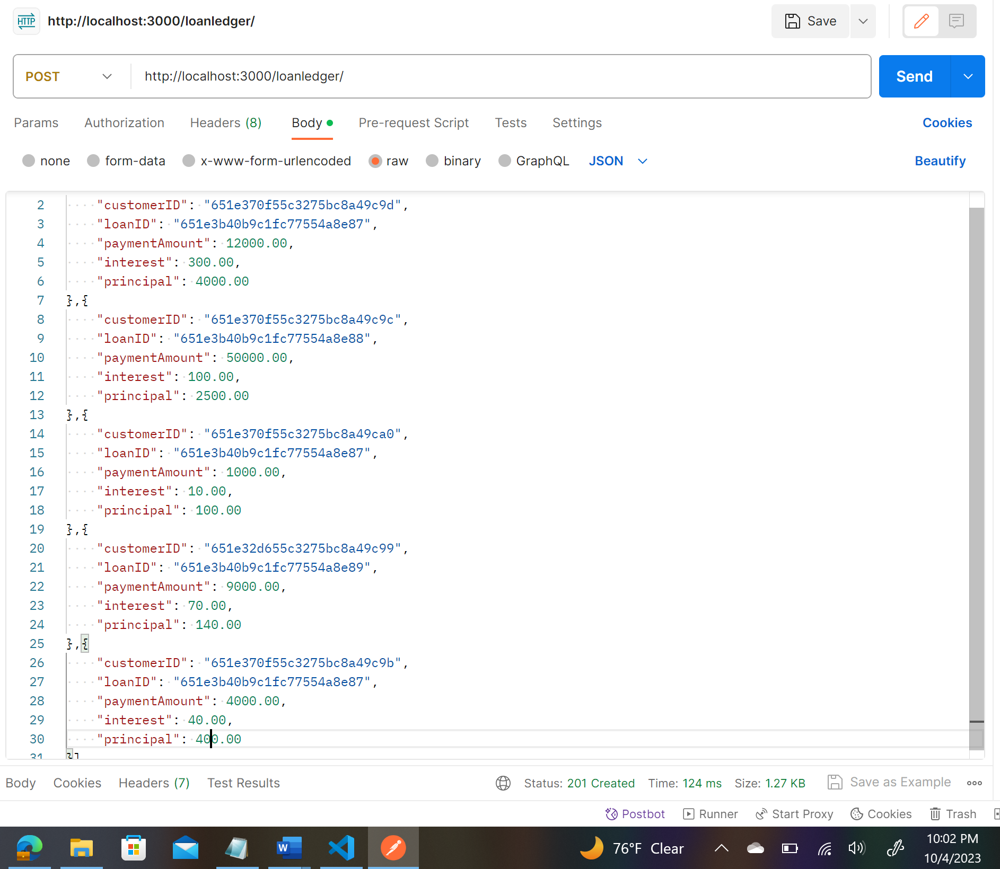 HTTP http://localhost:3000/loanledger/ Save
POST http://localhost:3000/loanledger/ Send
Params Authorization Headers (8) Body Pre-request Script Tests Settings Cookies
none form-data x-www-form-urlencoded raw binary GraphQL JSON Beautify
2 "customerID": "651e370f55c3275bc8a49c9d",
3 "loanID": "651e3b40b9c1fc77554a8e87",
4 "paymentAmount": 12000.00,
5 "interest": 300.00,
6 "principal": 4000.00
7 },{
8 "customerID": "651e370f55c3275bc8a49c9c",
9 "loanID": "651e3b40b9c1fc77554a8e88",
10 "paymentAmount": 50000.00,
11 "interest": 100.00,
12 "principal": 2500.00
13 },{
14 "customerID": "651e370f55c3275bc8a49ca0",
15 "loanID": "651e3b40b9c1fc77554a8e87",
16 "paymentAmount": 1000.00,
17 "interest": 10.00,
18 "principal": 100.00
19 },{
20 "customerID": "651e32d655c3275bc8a49c99",
21 "loanID": "651e3b40b9c1fc77554a8e89",
22 "paymentAmount": 9000.00,
23 "interest": 70.00,
24 "principal": 140.00
25 },{
26 "customerID": "651e370f55c3275bc8a49c9b",
27 "loanID": "651e3b40b9c1fc77554a8e87",
28 "paymentAmount": 4000.00,
29 "interest": 40.00,
30 "principal": 400.00
31 }]
Body Cookies Headers (7) Test Results Status: 201 Created Time: 124 ms Size: 1.27 KB Save as Example
Postbot Runner Start Proxy Cookies Trash
W 76°F Clear 10:02 PM
10/4/2023